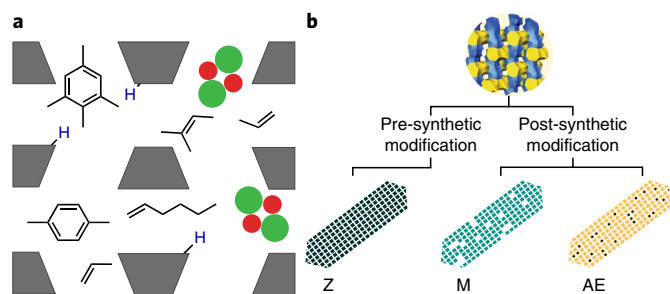 a
H
H
H
b
Pre-synthetic
modification
Post-synthetic
modification
Z
M
AE